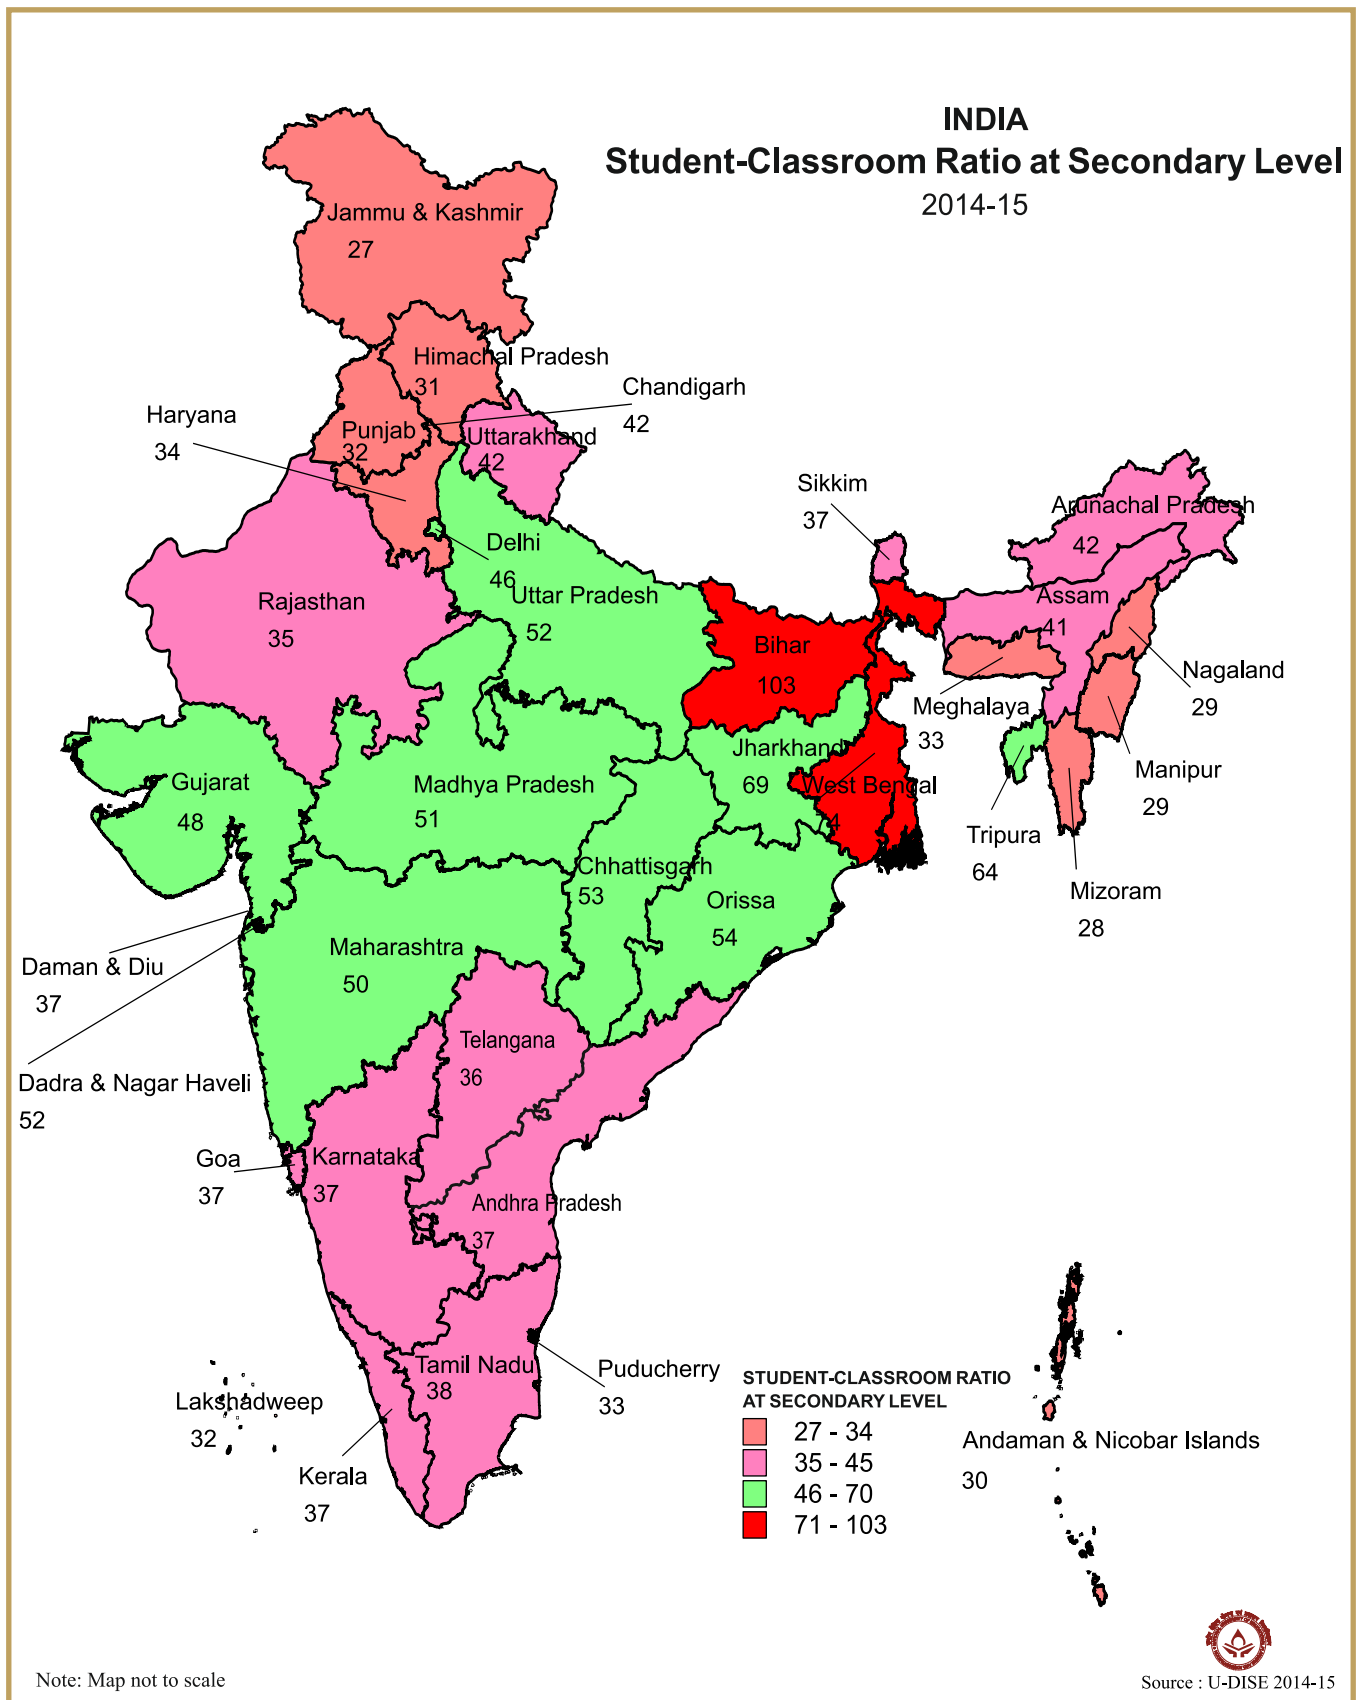 INDIA
Student-Classroom Ratio at Secondary Level
2014-15
Jammu & Kashmir
27
Himachal Pradesh
31
Chandigarh
42
Haryana
34
Punjab
32
Uttarakhand
42
Sikkim
37
Arunachal Pradesh
42
Delhi
46
Uttar Pradesh
52
Rajasthan
35
Assam
41
Bihar
103
Nagaland
29
Meghalaya
33
Jharkhand
69
Manipur
29
Gujarat
48
Madhya Pradesh
51
West Bengal
74
Tripura
64
Chhattisgarh
53
Mizoram
28
Orissa
54
Maharashtra
50
Daman & Diu
37
Dadra & Nagar Haveli
52
Telangana
36
Goa
37
Karnataka
37
Andhra Pradesh
37
Tamil Nadu
38
Puducherry
33
Lakshadweep
32
Kerala
37
STUDENT-CLASSROOM RATIO
AT SECONDARY LEVEL
27 - 34
35 - 45
46 - 70
71 - 103
Andaman & Nicobar Islands
30
Note: Map not to scale
Source : U-DISE 2014-15